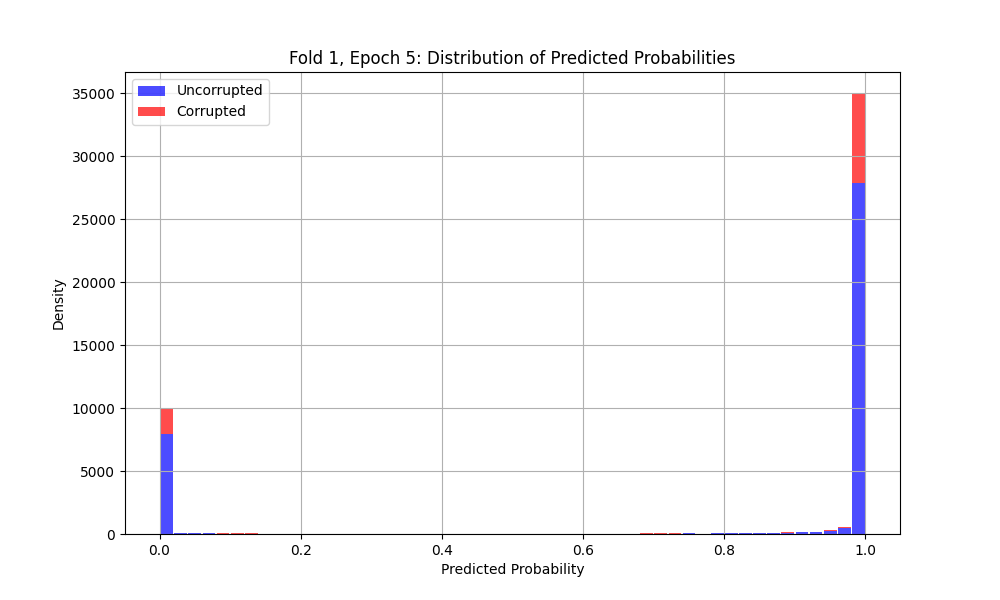 Fold 1, Epoch 5: Distribution of Predicted Probabilities
Uncorrupted
Corrupted
Density
35000
30000
25000
20000
15000
10000
5000
0
0.0 0.2 0.4 0.6 0.8 1.0
Predicted Probability